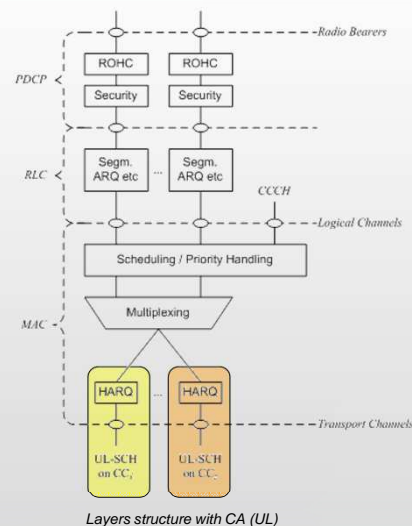 Radio Bearers
ROHC
ROHC
PDCP
Security
Security
Segm.
ARQ etc
...
Segm.
ARQ etc
RLC
CCCH
Logical Channels
Scheduling / Priority Handling
Multiplexing
MAC
HARQ
...
HARQ
Transport Channels
UL-SCH
on CC1
UL-SCH
on CC2
Layers structure with CA (UL)